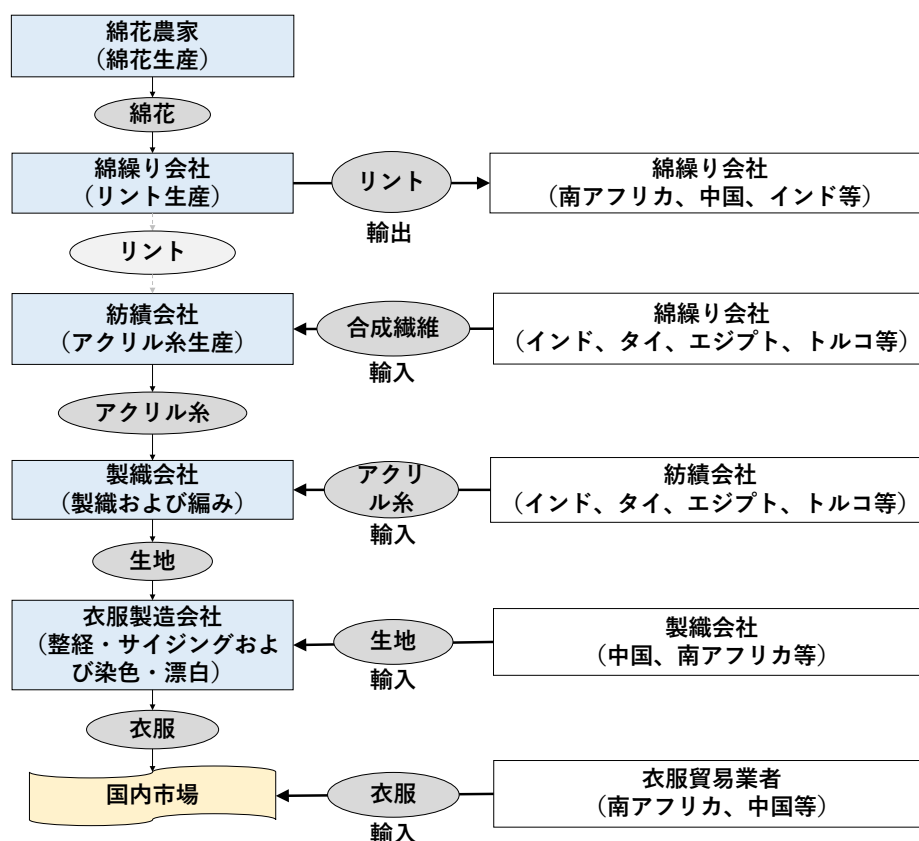 綿花農家
（綿花生産）
綿花
綿繰り会社
（リント生産）
リント
輸出
綿繰り会社
（南アフリカ、中国、インド等）
リント
紡績会社
（アクリル糸生産）
合成繊維
輸入
綿繰り会社
（インド、タイ、エジプト、トルコ等）
アクリル糸
製織会社
（製織および編み）
アクリ
ル糸
輸入
紡績会社
（インド、タイ、エジプト、トルコ等）
生地
衣服製造会社
（整経・サイジングおよ
び染色・漂白）
生地
輸入
製織会社
（中国、南アフリカ等）
衣服
国内市場
衣服
輸入
衣服貿易業者
（南アフリカ、中国等）